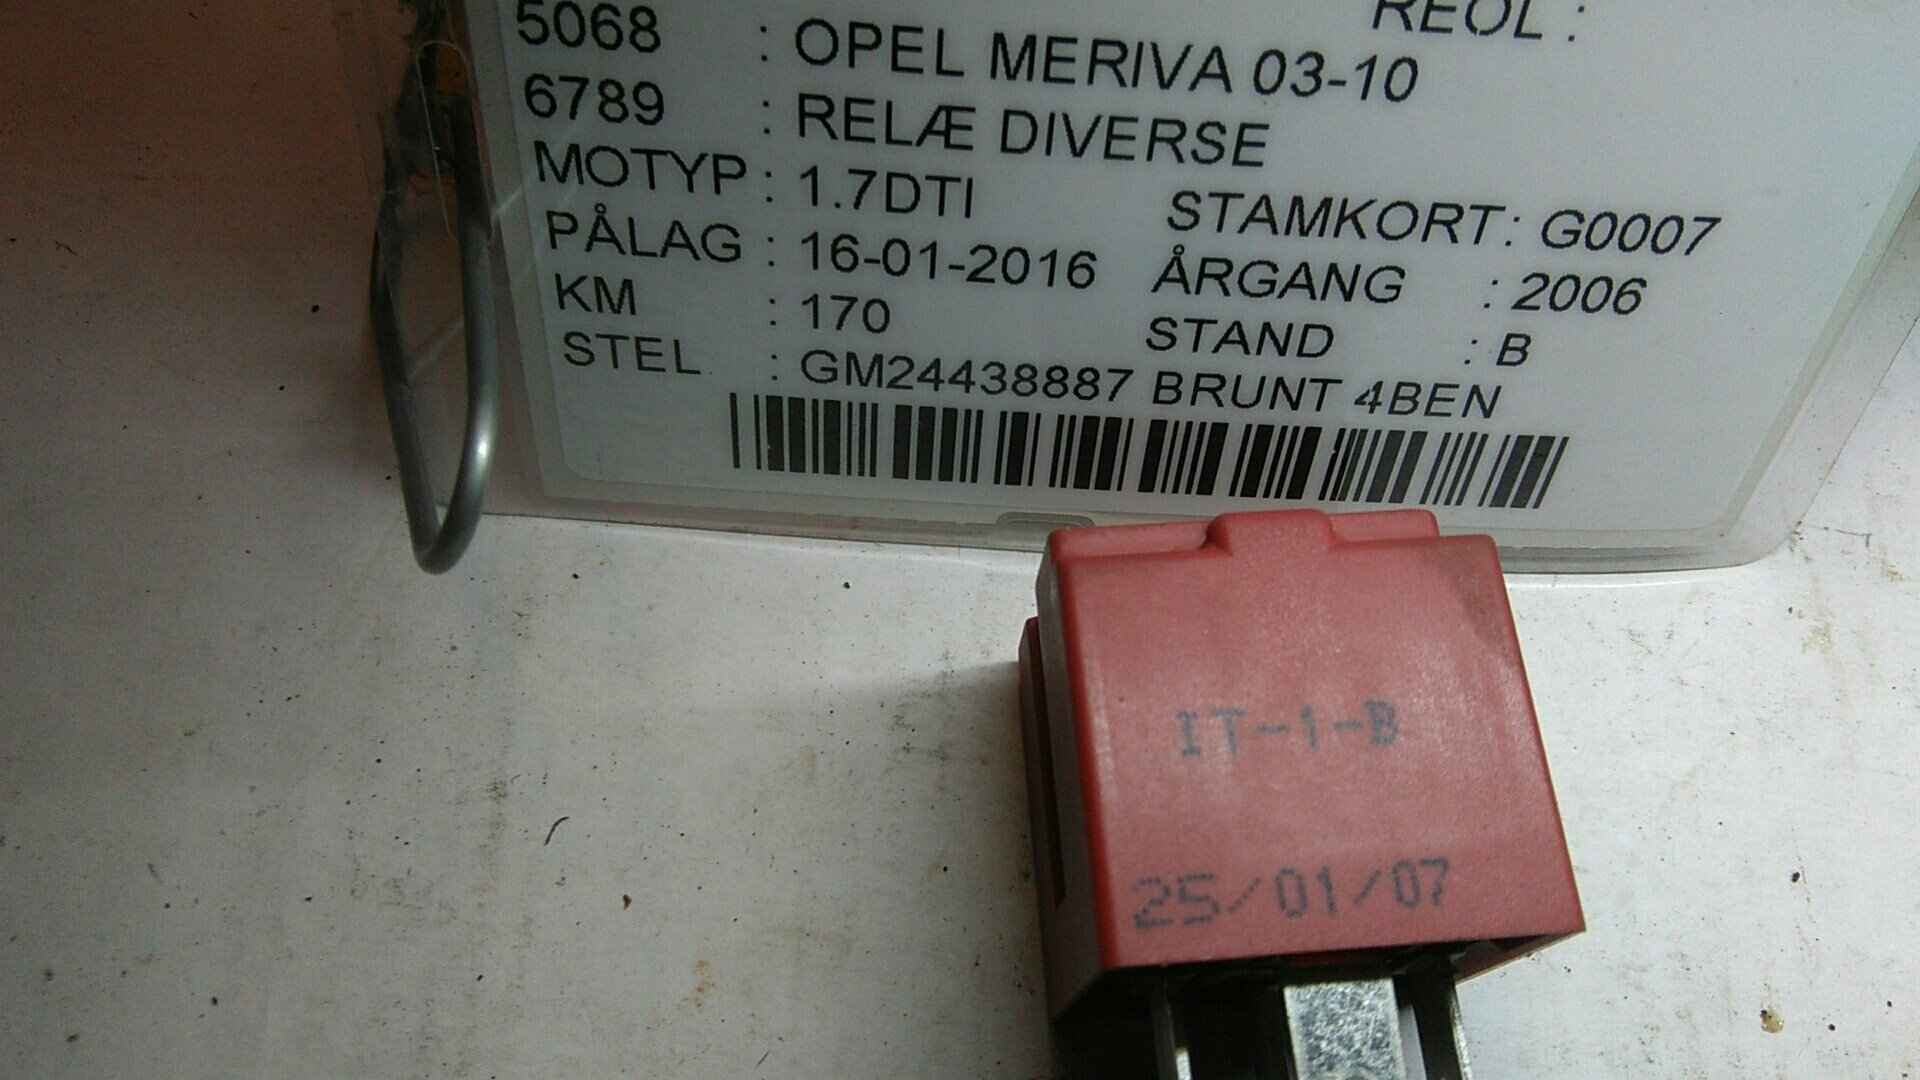 REOL :
5068 : OPEL MERIVA 03-10
6789 : RELÆ DIVERSE
MOTYP : 1.7DTI STAMKORT : G0007
PÅLAG : 16-01-2016 ÅRGANG : 2006
KM : 170 STAND : B
STEL : GM24438887 BRUNT 4BEN
IT-1-B
25/01/07